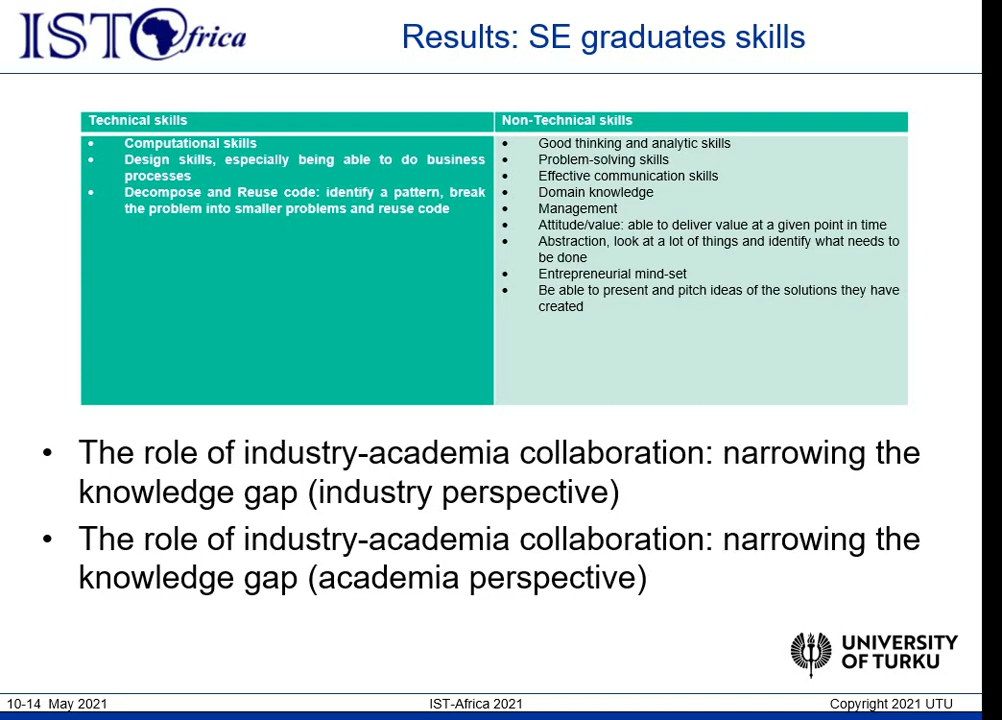 IST Africa
Results: SE graduates skills
Technical skills
• Computational skills
• Design skills, especially being able to do business
processes
• Decompose and Reuse code: identify a pattern, break
the problem into smaller problems and reuse code
Non-Technical skills
• Good thinking and analytic skills
• Problem-solving skills
• Effective communication skills
• Domain knowledge
• Management
• Attitude/value: able to deliver value at a given point in time
• Abstraction, look at a lot of things and identify what needs to
be done
• Entrepreneurial mind-set
• Be able to present and pitch ideas of the solutions they have
created
• The role of industry-academia collaboration: narrowing the
knowledge gap (industry perspective)
• The role of industry-academia collaboration: narrowing the
knowledge gap (academia perspective)
UNIVERSITY
OF TURKU
10-14 May 2021
IST-Africa 2021
Copyright 2021 UTU